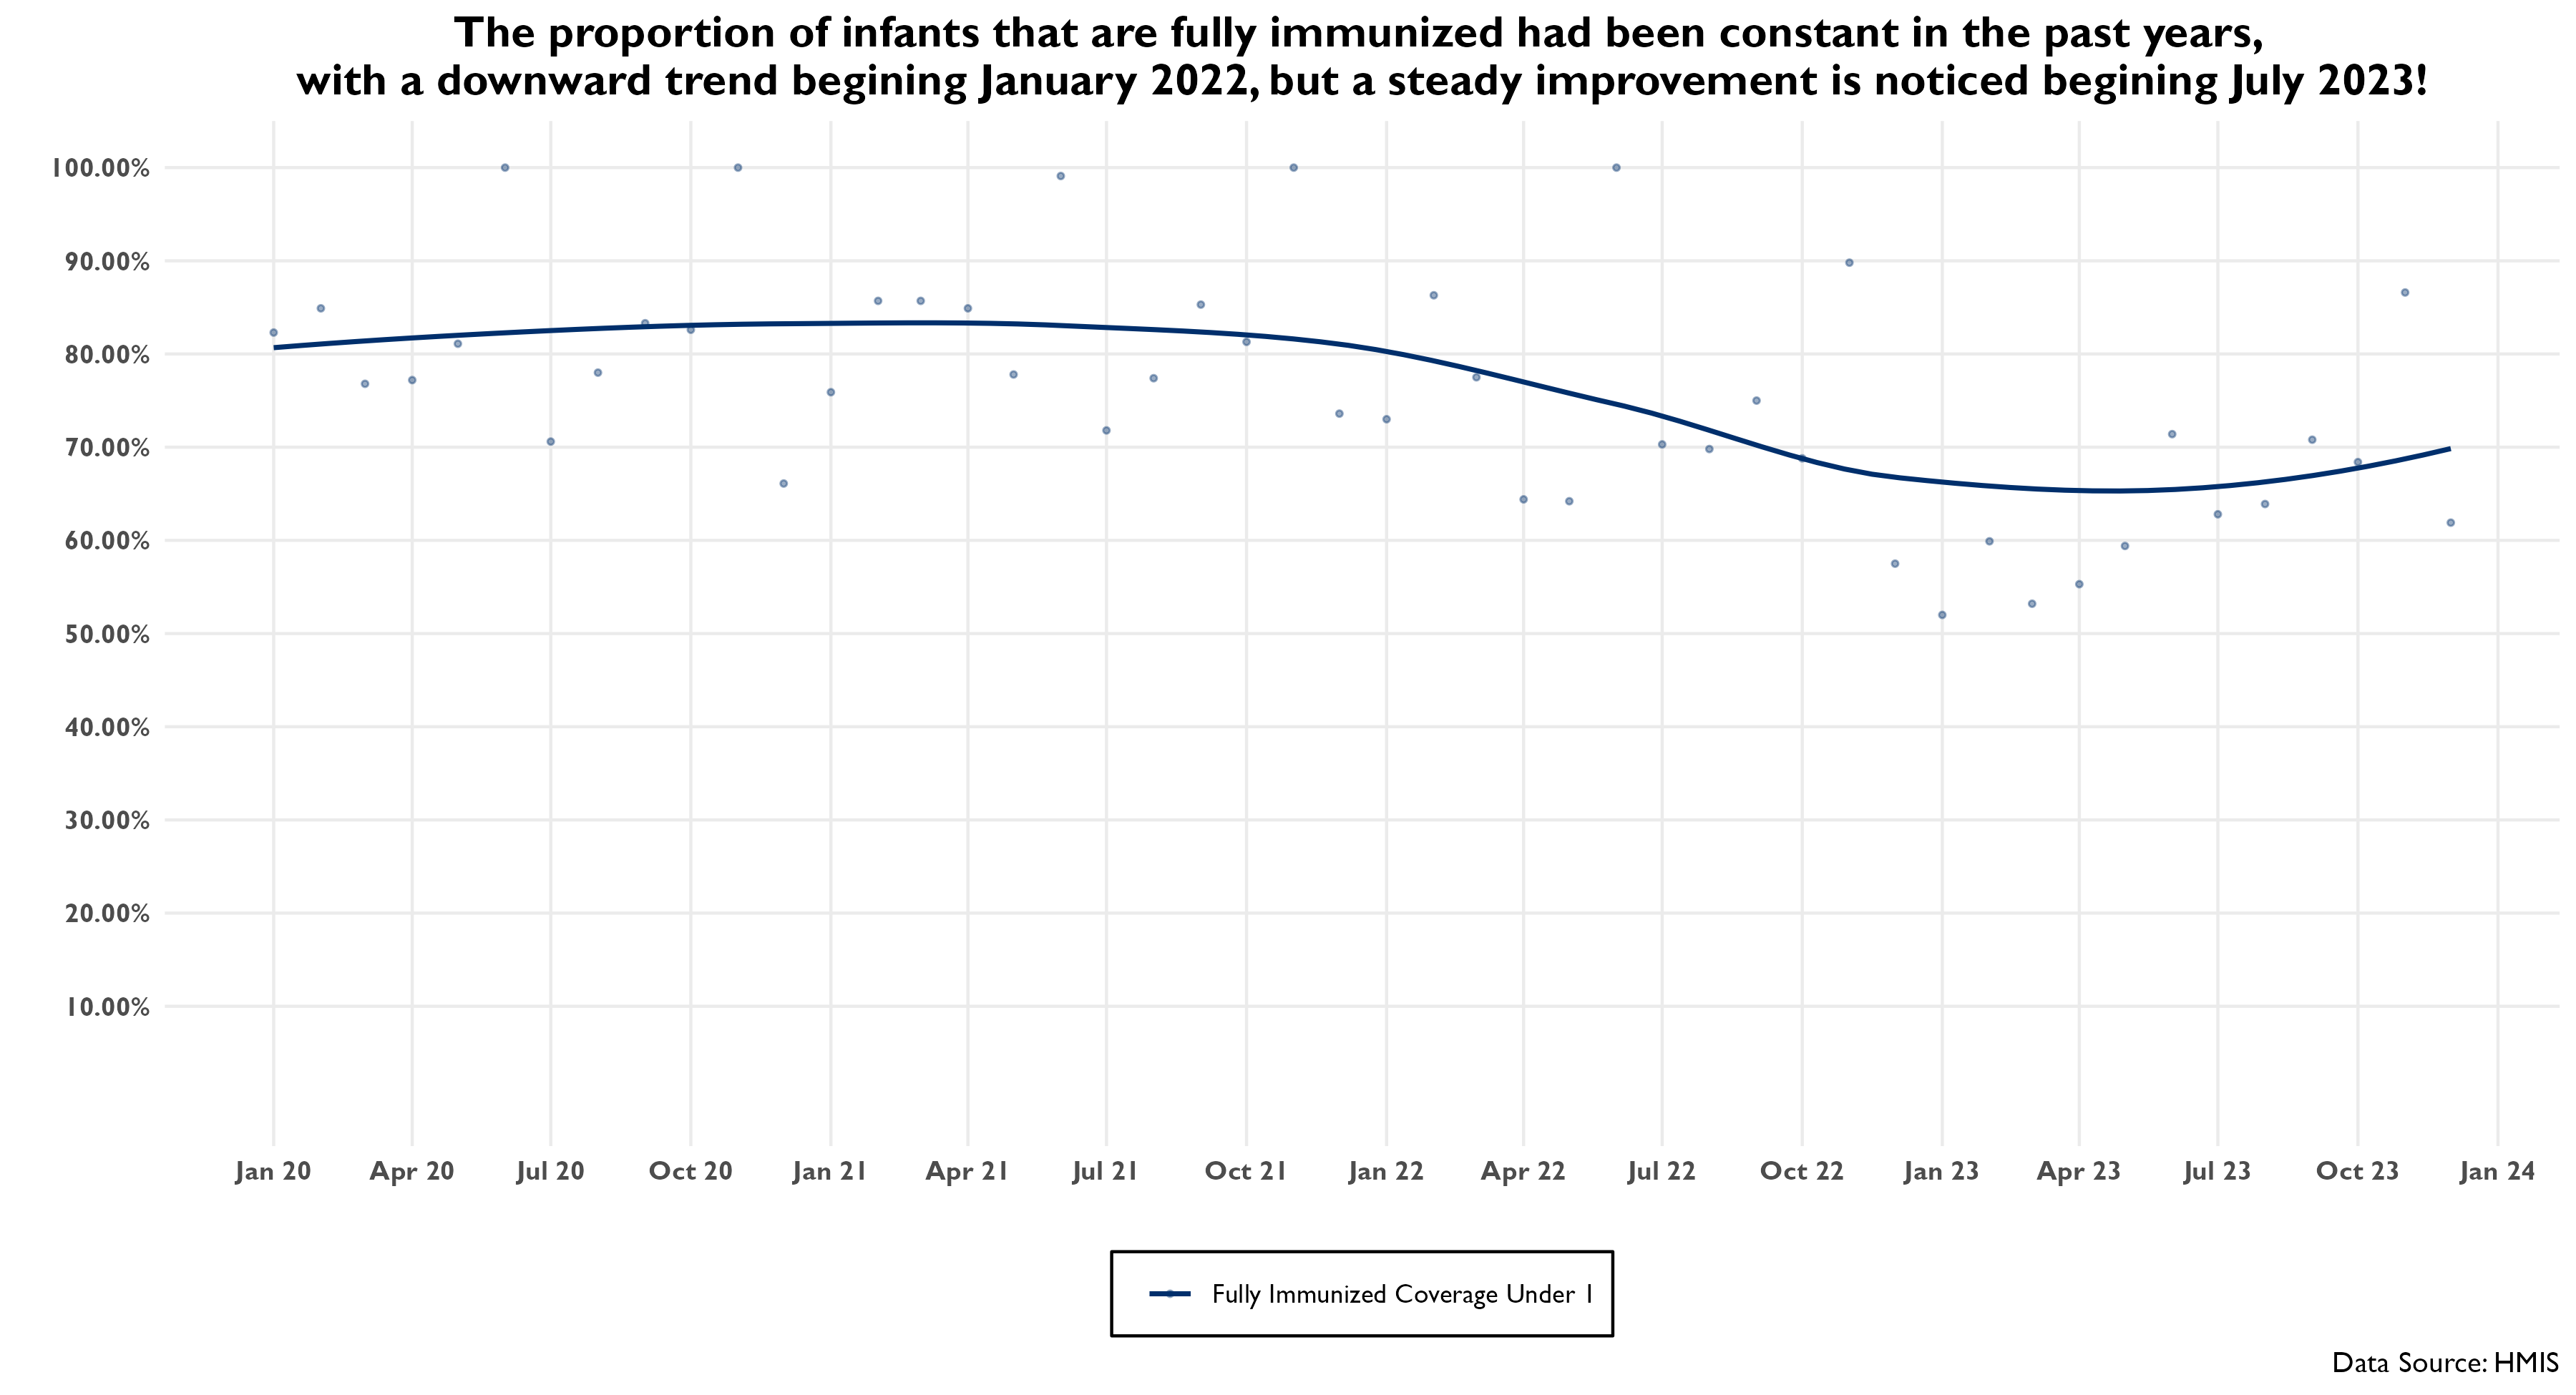 The proportion of infants that are fully immunized had been constant in the past years,
with a downward trend begining January 2022, but a steady improvement is noticed begining July 2023!
100.00%
90.00%
80.00%
70.00%
60.00%
50.00%
40.00%
30.00%
20.00%
10.00%
Jan 20 Apr 20 Jul 20 Oct 20 Jan 21 Apr 21 Jul 21 Oct 21 Jan 22 Apr 22 Jul 22 Oct 22 Jan 23 Apr 23 Jul 23 Oct 23 Jan 24
Fully Immunized Coverage Under 1
Data Source: HMIS